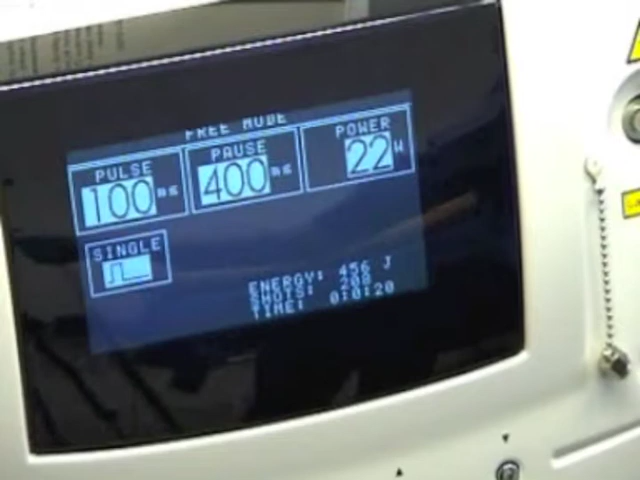 FREE MODE
PULSE
100 ms
PAUSE
400 ms
POWER
22 W
SINGLE
ENERGY: 456 J
SHOTS: 208
TIME: 0:0:20